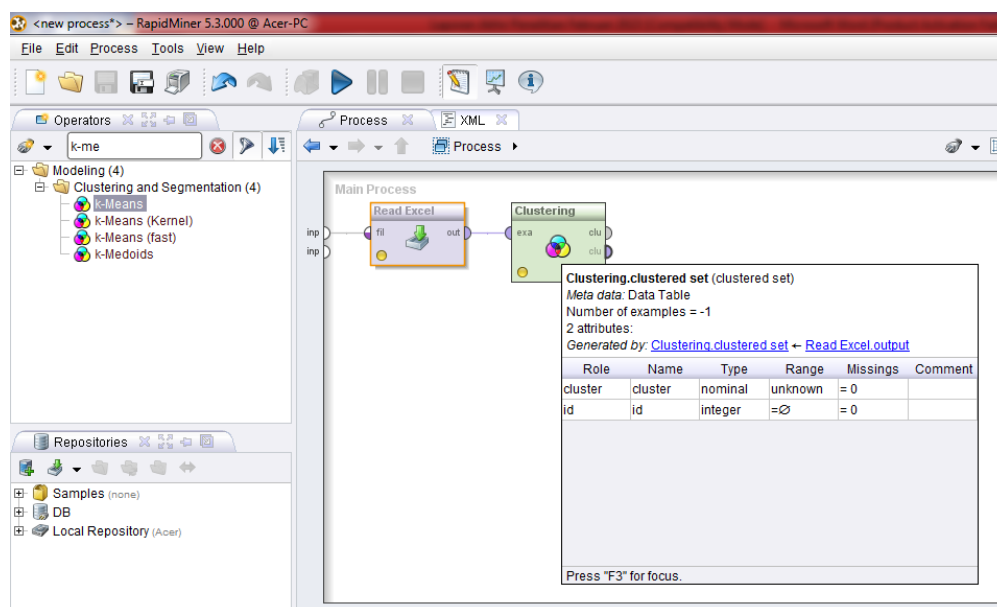 <new process*> – RapidMiner 5.3.000 @ Acer-PC
File Edit Process Tools View Help
Operators
k-me
Modeling (4)
Clustering and Segmentation (4)
k-Means
k-Means (Kernel)
k-Means (fast)
k-Medoids
Repositories
Samples (none)
DB
Local Repository (Acer)
Process
XML
Process
Main Process
Read Excel
Clustering
inp
fil
out
exa
clu
inp
clu
Clustering.clustered set (clustered set)
Meta data: Data Table
Number of examples = -1
2 attributes:
Generated by: Clustering.clustered set ← Read Excel.output
Role Name Type Range Missings Comment
cluster cluster nominal unknown = 0
id id integer =∅ = 0
Press "F3" for focus.